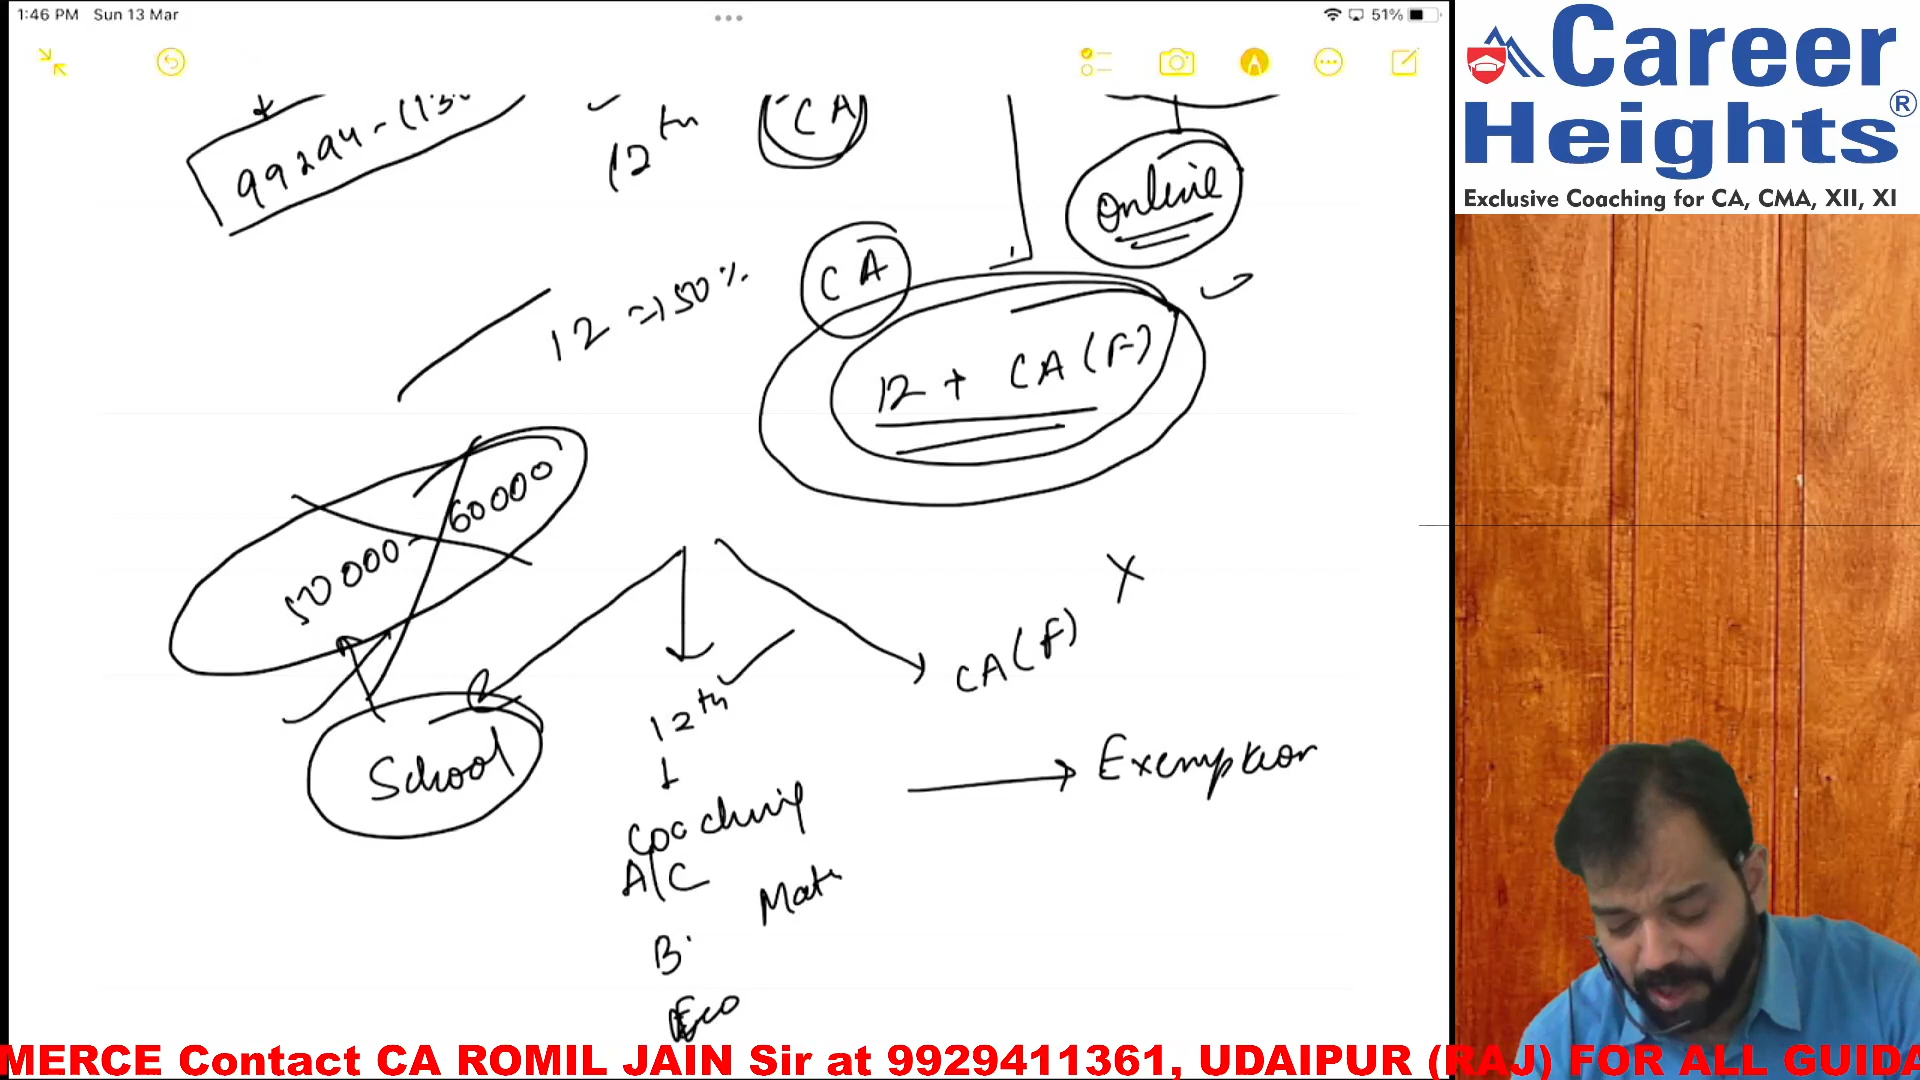 1:46 PM Sun 13 Mar
51%
Career
Heights®
Exclusive Coaching for CA, CMA, XII, XI
99294-(13
12th
CA
Online
CA
12 => 50%
12 + CA (F)
50000-60000
X
CA (F)
12th
School
Exemption
Coaching
A/C
Mat
B
Eco
MERCE Contact CA ROMIL JAIN Sir at 9929411361, UDAIPUR (RAJ) FOR ALL GUIDA